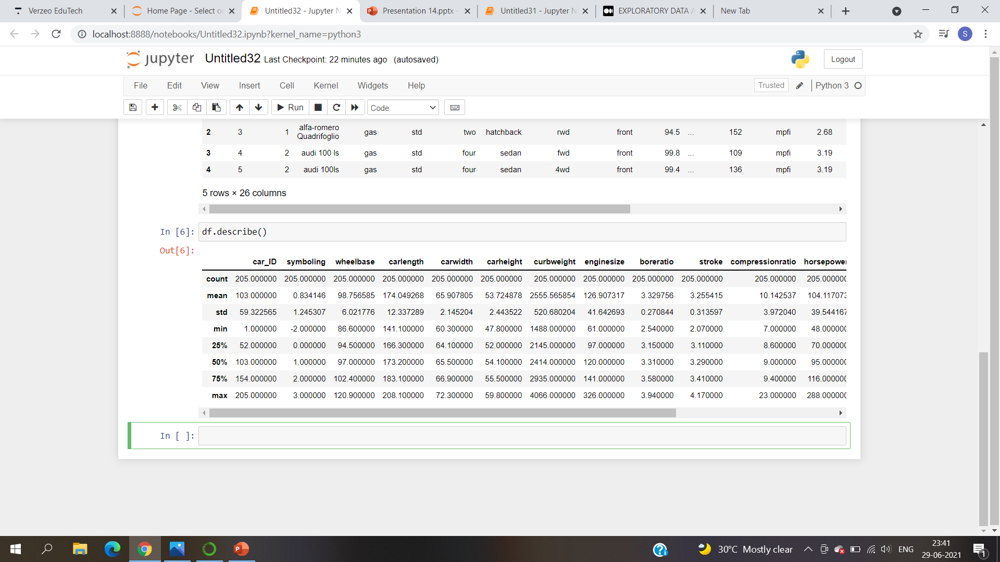 Verzeo EduTech
Home Page - Select o
Untitled32 - Jupyter N
Presentation 14.pptx -
Untitled31 - Jupyter N
EXPLORATORY DATA A
New Tab
localhost:8888/notebooks/Untitled32.ipynb?kernel_name=python3
S
jupyter Untitled32 Last Checkpoint: 22 minutes ago (autosaved)
Logout
File Edit View Insert Cell Kernel Widgets Help
Trusted Python 3
Run Code
2 3 1 alfa-romero Quadrifoglio gas std two hatchback rwd front 94.5 ... 152 mpfi 2.68
3 4 2 audi 100 ls gas std four sedan fwd front 99.8 ... 109 mpfi 3.19
4 5 2 audi 100ls gas std four sedan 4wd front 99.4 ... 136 mpfi 3.19
5 rows × 26 columns
In [6]: df.describe()
Out[6]:
car_ID symboling wheelbase carlength carwidth carheight curbweight enginesize boreratio stroke compressionratio horsepower
count 205.000000 205.000000 205.000000 205.000000 205.000000 205.000000 205.000000 205.000000 205.000000 205.000000 205.000000 205.000000
mean 103.000000 0.834146 98.756585 174.049268 65.907805 53.724878 2555.565854 126.907317 3.329756 3.255415 10.142537 104.117073
std 59.322565 1.245307 6.021776 12.337289 2.145204 2.443522 520.680204 41.642693 0.270844 0.313597 3.972040 39.544167
min 1.000000 -2.000000 86.600000 141.100000 60.300000 47.800000 1488.000000 61.000000 2.540000 2.070000 7.000000 48.000000
25% 52.000000 0.000000 94.500000 166.300000 64.100000 52.000000 2145.000000 97.000000 3.150000 3.110000 8.600000 70.000000
50% 103.000000 1.000000 97.000000 173.200000 65.500000 54.100000 2414.000000 120.000000 3.310000 3.290000 9.000000 95.000000
75% 154.000000 2.000000 102.400000 183.100000 66.900000 55.500000 2935.000000 141.000000 3.580000 3.410000 9.400000 116.000000
max 205.000000 3.000000 120.900000 208.100000 72.300000 59.800000 4066.000000 326.000000 3.940000 4.170000 23.000000 288.000000
In [ ]:
30°C Mostly clear
ENG
23:41
29-06-2021
1